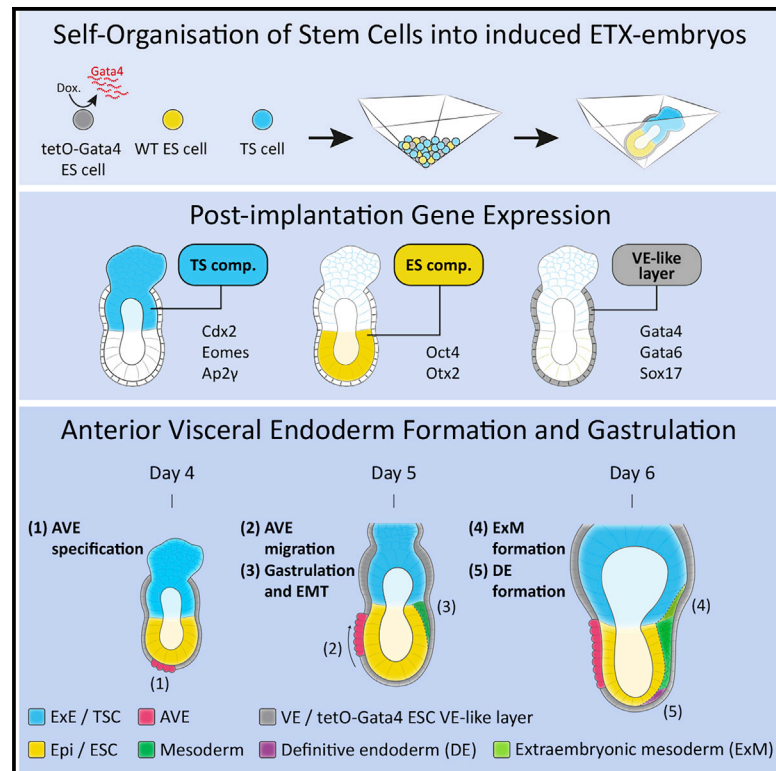 Self-Organisation of Stem Cells into induced ETX-embryos
Gata4
Dox.
tetO-Gata4
ES cell
WT ES cell
TS cell
Post-implantation Gene Expression
TS comp.
Cdx2
Eomes
Ap2γ
ES comp.
Oct4
Otx2
VE-like
layer
Gata4
Gata6
Sox17
Anterior Visceral Endoderm Formation and Gastrulation
Day 4
Day 5
Day 6
(1) AVE
specification
(1)
(2) AVE
migration
(3) Gastrulation
and EMT
(2)
(3)
(4) ExM
formation
(5) DE
formation
(4)
(5)
ExE / TSC
AVE
VE / tetO-Gata4 ESC VE-like layer
Epi / ESC
Mesoderm
Definitive endoderm (DE)
Extraembryonic mesoderm (ExM)